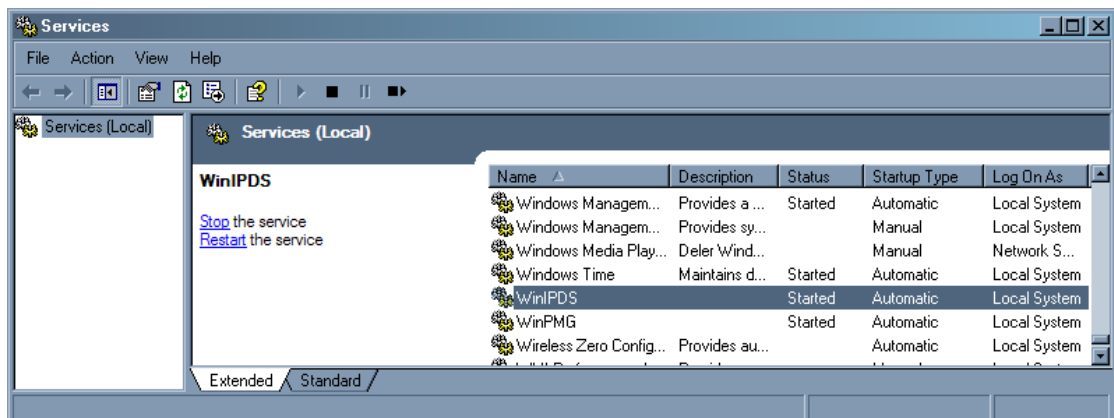 Services
File Action View Help
Services (Local)
Services (Local)
WinIPDS
Stop the service
Restart the service
Name Description Status Startup Type Log On As
Windows Managem... Provides a ... Started Automatic Local System
Windows Managem... Provides sy... Manual Local System
Windows Media Play... Deler Wind... Manual Network S...
Windows Time Maintains d... Started Automatic Local System
WinIPDS Started Automatic Local System
WinPMG Started Automatic Local System
Wireless Zero Config... Provides au... Automatic Local System
Extended Standard